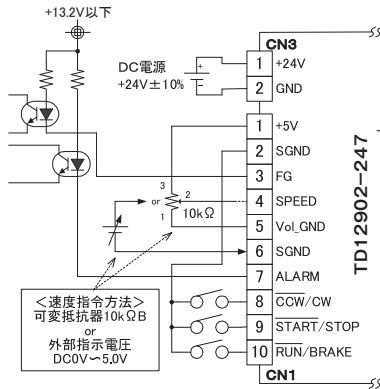 +13.2V以下
CN3
DC電源
+24V±10%
1 +24V
2 GND
1 +5V
2 SGND
3 FG
4 SPEED
5 Vol_GND
6 SGND
7 ALARM
8 CCW/CW
9 START/STOP
10 RUN/BRAKE
CN1
3
or
2
1
10kΩ
TD12902-247
＜速度指令方法＞
可変抵抗器10kΩB
or
外部指示電圧
DC0V～5.0V